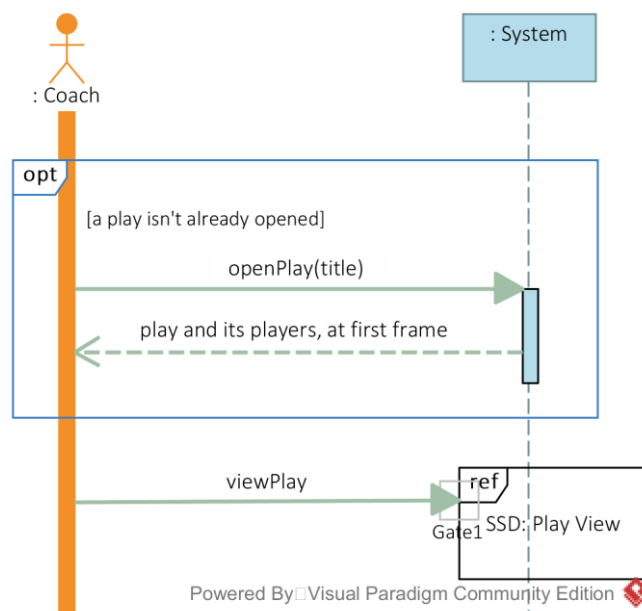 : System
: Coach
opt
[a play isn't already opened]
openPlay(title)
play and its players, at first frame
viewPlay
ref
Gate1
SSD: Play View
Powered By□Visual Paradigm Community Edition